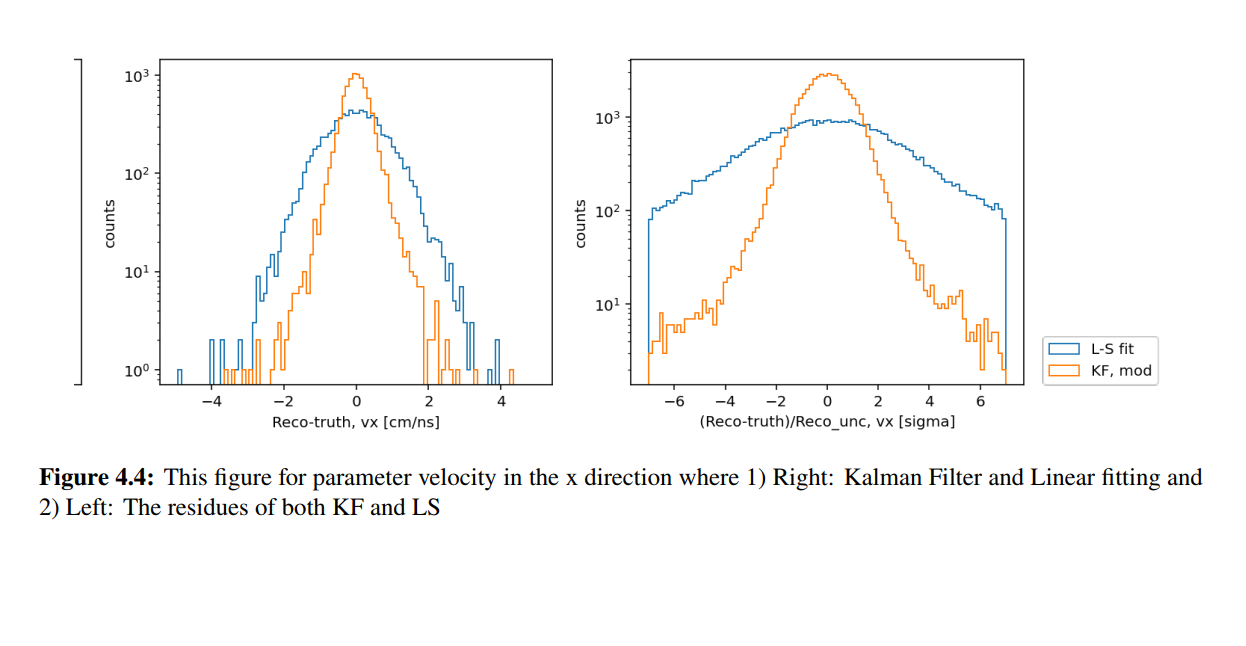 10³
10²
10¹
10⁰
counts
−4 −2 0 2 4
Reco-truth, vx [cm/ns]
10³
10²
10¹
counts
−6 −4 −2 0 2 4 6
(Reco-truth)/Reco_unc, vx [sigma]
L-S fit
KF, mod
Figure 4.4: This figure for parameter velocity in the x direction where 1) Right: Kalman Filter and Linear fitting and
2) Left: The residues of both KF and LS